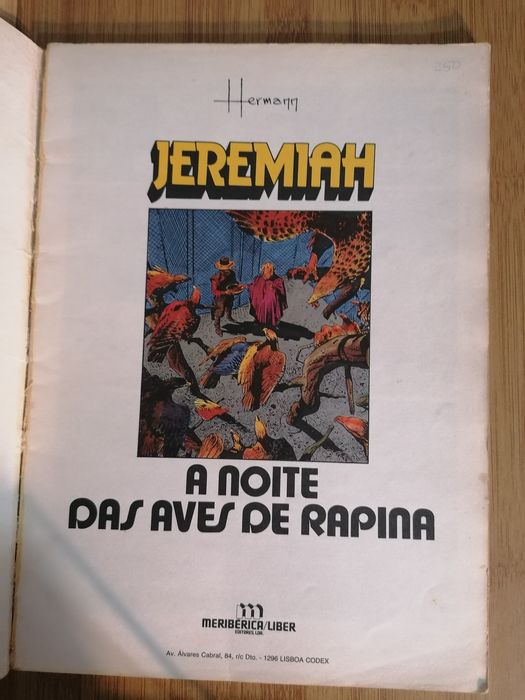 250
Hermann
JEREMIAH
A NOITE
DAS AVES DE RAPINA
m
MERIBÉRICA/LIBER
EDITORES, LDA.
Av. Álvares Cabral, 84, r/c Dto. - 1296 LISBOA CODEX